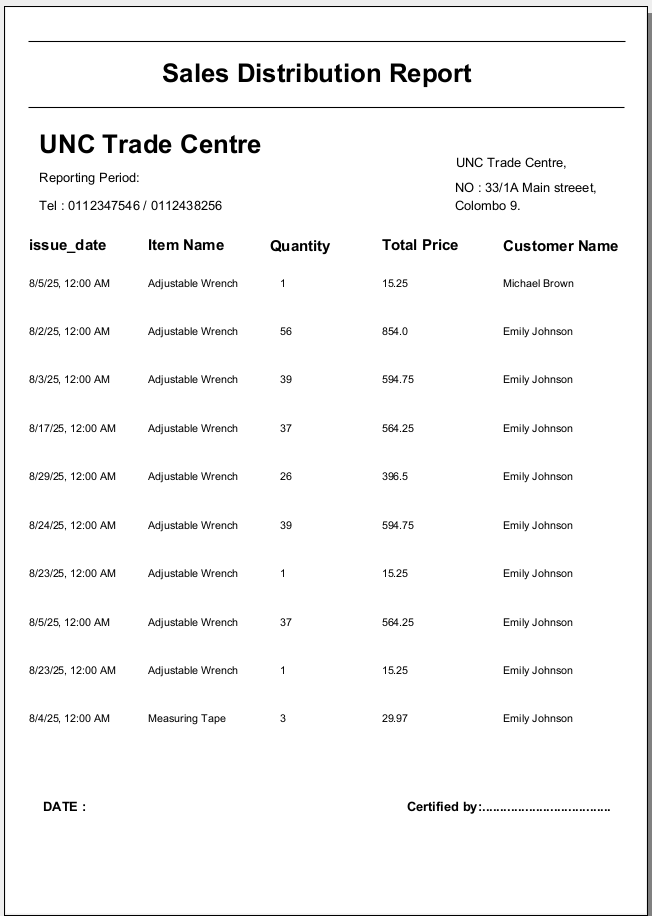 Sales Distribution Report
UNC Trade Centre
UNC Trade Centre,
Reporting Period:
NO : 33/1A Main streeet,
Tel : 0112347546 / 0112438256
Colombo 9.
issue_date Item Name Quantity Total Price Customer Name
8/5/25, 12:00 AM Adjustable Wrench 1 15.25 Michael Brown
8/2/25, 12:00 AM Adjustable Wrench 56 854.0 Emily Johnson
8/3/25, 12:00 AM Adjustable Wrench 39 594.75 Emily Johnson
8/17/25, 12:00 AM Adjustable Wrench 37 564.25 Emily Johnson
8/29/25, 12:00 AM Adjustable Wrench 26 396.5 Emily Johnson
8/24/25, 12:00 AM Adjustable Wrench 39 594.75 Emily Johnson
8/23/25, 12:00 AM Adjustable Wrench 1 15.25 Emily Johnson
8/5/25, 12:00 AM Adjustable Wrench 37 564.25 Emily Johnson
8/23/25, 12:00 AM Adjustable Wrench 1 15.25 Emily Johnson
8/4/25, 12:00 AM Measuring Tape 3 29.97 Emily Johnson
DATE : Certified by:....................................